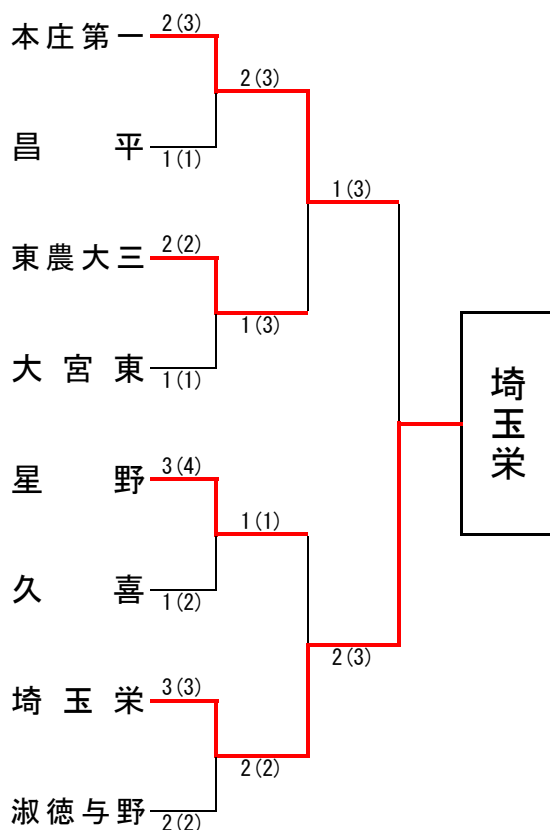 本庄第一
2(3)
2(3)
昌平
1(1)
1(3)
東農大三
2(2)
1(3)
大宮東
1(1)
埼玉栄
星野
3(4)
1(1)
久喜
1(2)
2(3)
埼玉栄
3(3)
2(2)
淑徳与野
2(2)